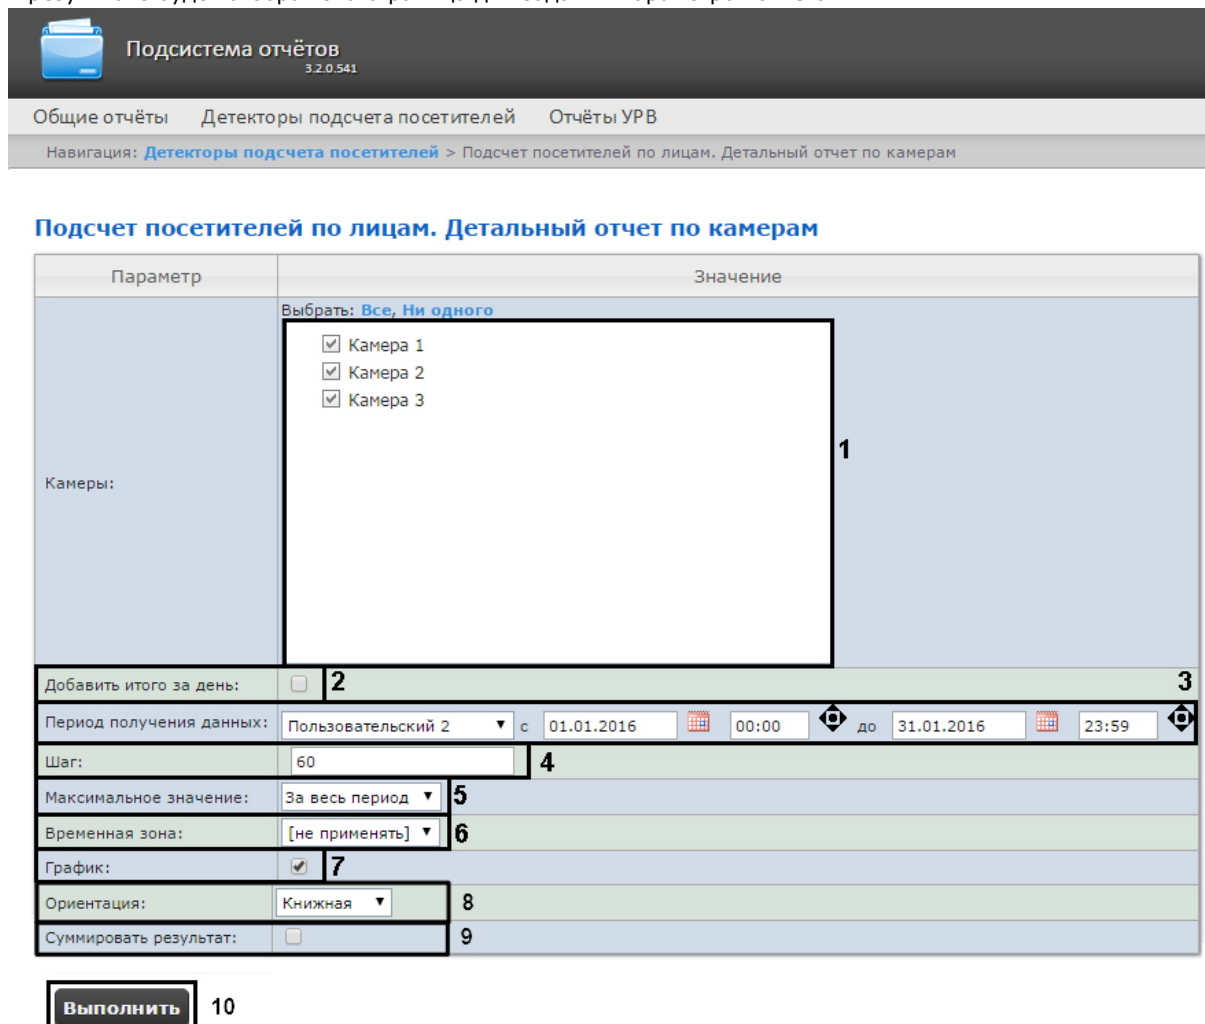 Подсистема отчётов
3.2.0.541
Общие отчёты Детекторы подсчета посетителей Отчёты УРВ
Навигация: Детекторы подсчета посетителей > Подсчет посетителей по лицам. Детальный отчет по камерам
Подсчет посетителей по лицам. Детальный отчет по камерам
Параметр Значение
Выбрать: Все, Ни одного
Камера 1
Камера 2
Камера 3
1
Камеры:
Добавить итого за день: 2 3
Период получения данных: Пользовательский 2 с 01.01.2016 00:00 до 31.01.2016 23:59
Шаг: 60 4
Максимальное значение: За весь период 5
Временная зона: [не применять] 6
График: 7
Ориентация: Книжная 8
Суммировать результат: 9
Выполнить 10